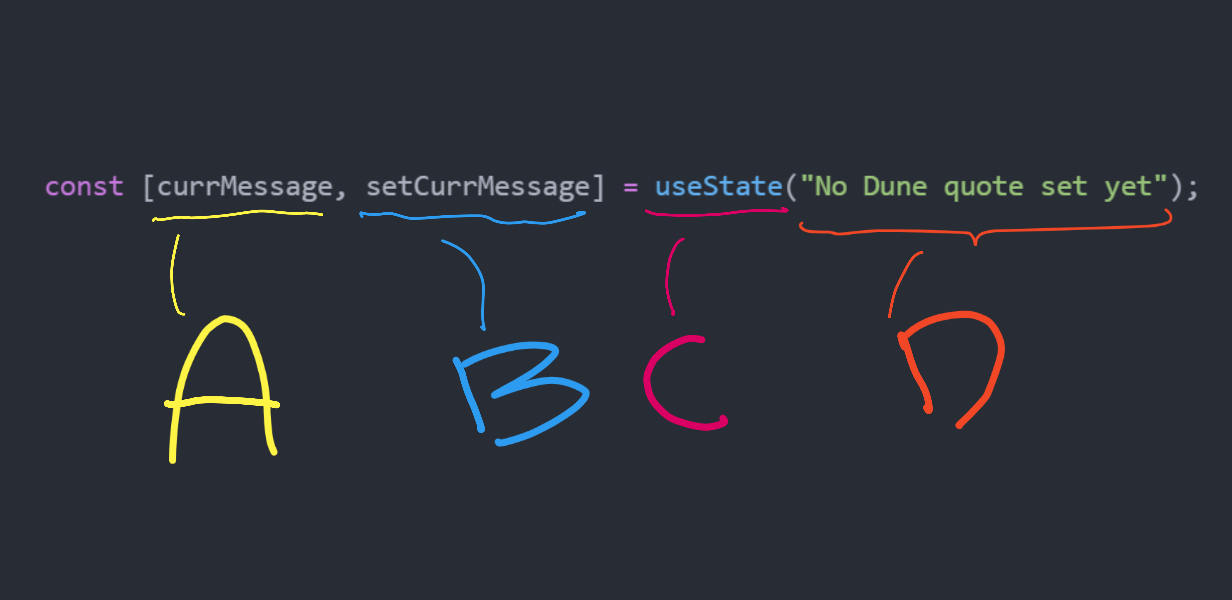 const [currMessage, setCurrMessage] = useState("No Dune quote set yet");
A B C D